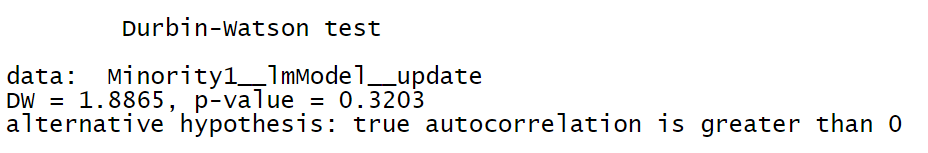 Durbin-Watson test
data:  Minority1__lmModel__update
DW = 1.8865, p-value = 0.3203
alternative hypothesis: true autocorrelation is greater than 0